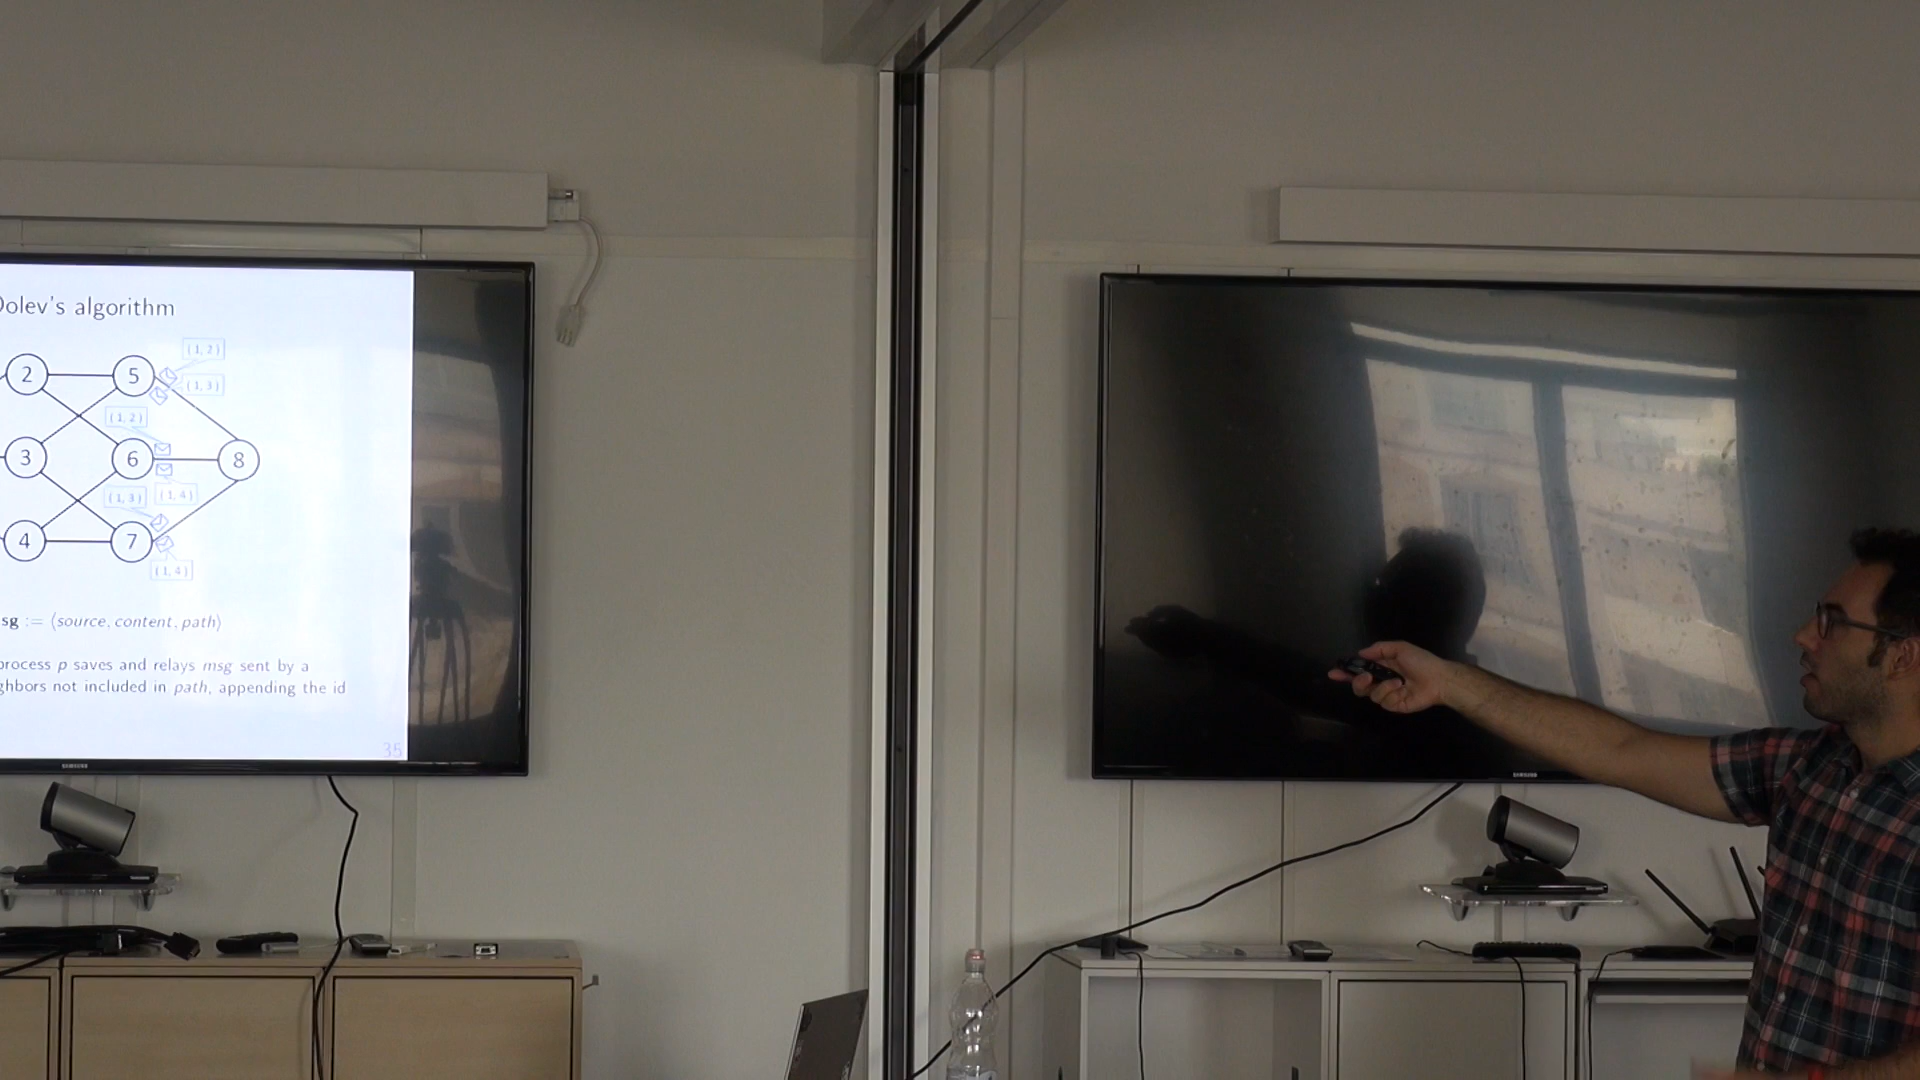 Dolev's algorithm
(1, 2)
2
5
(1, 3)
(1, 2)
3
6
8
(1, 3)
(1, 4)
4
7
(1, 4)
sg := ⟨source, content, path⟩
process p saves and relays msg sent by a
ghbors not included in path, appending the id
35
SAMSUNG
SAMSUNG